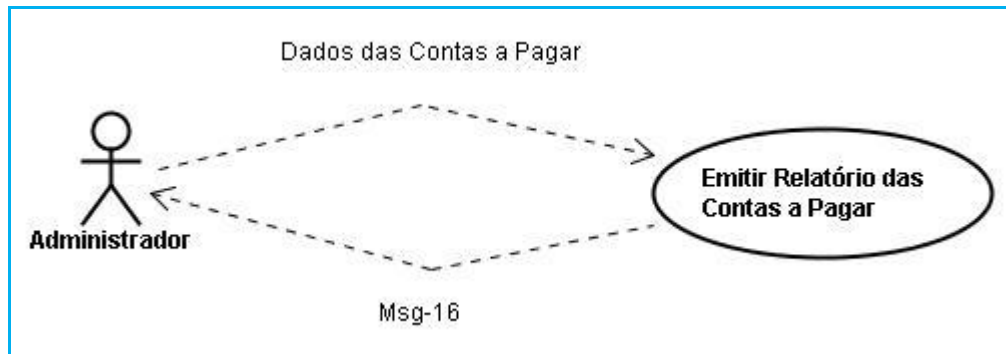 Dados das Contas a Pagar
Emitir Relatório das
Contas a Pagar
Administrador
Msg-16